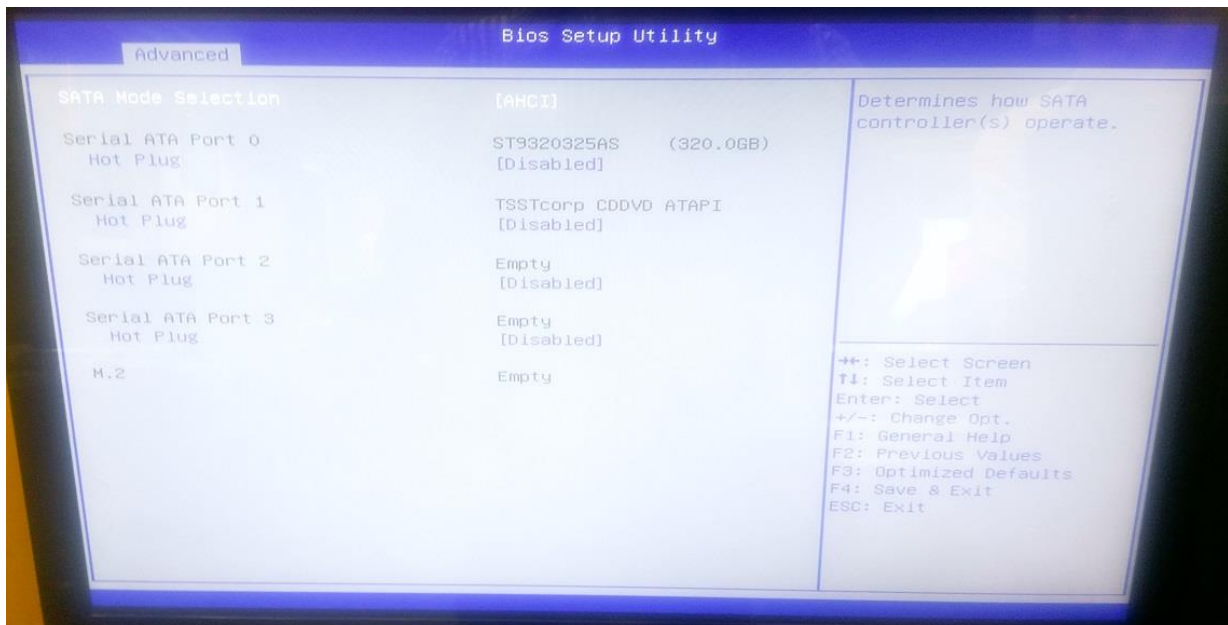 Bios Setup Utility
Advanced
SATA Mode Selection [AHCI]
Serial ATA Port 0 ST9320325AS (320.0GB)
Hot Plug [Disabled]
Serial ATA Port 1 TSSTcorp CDDVD ATAPI
Hot Plug [Disabled]
Serial ATA Port 2 Empty
Hot Plug [Disabled]
Serial ATA Port 3 Empty
Hot Plug [Disabled]
M.2 Empty
Determines how SATA
controller(s) operate.
→←: Select Screen
↑↓: Select Item
Enter: Select
+/-: Change Opt.
F1: General Help
F2: Previous Values
F3: Optimized Defaults
F4: Save & Exit
ESC: Exit